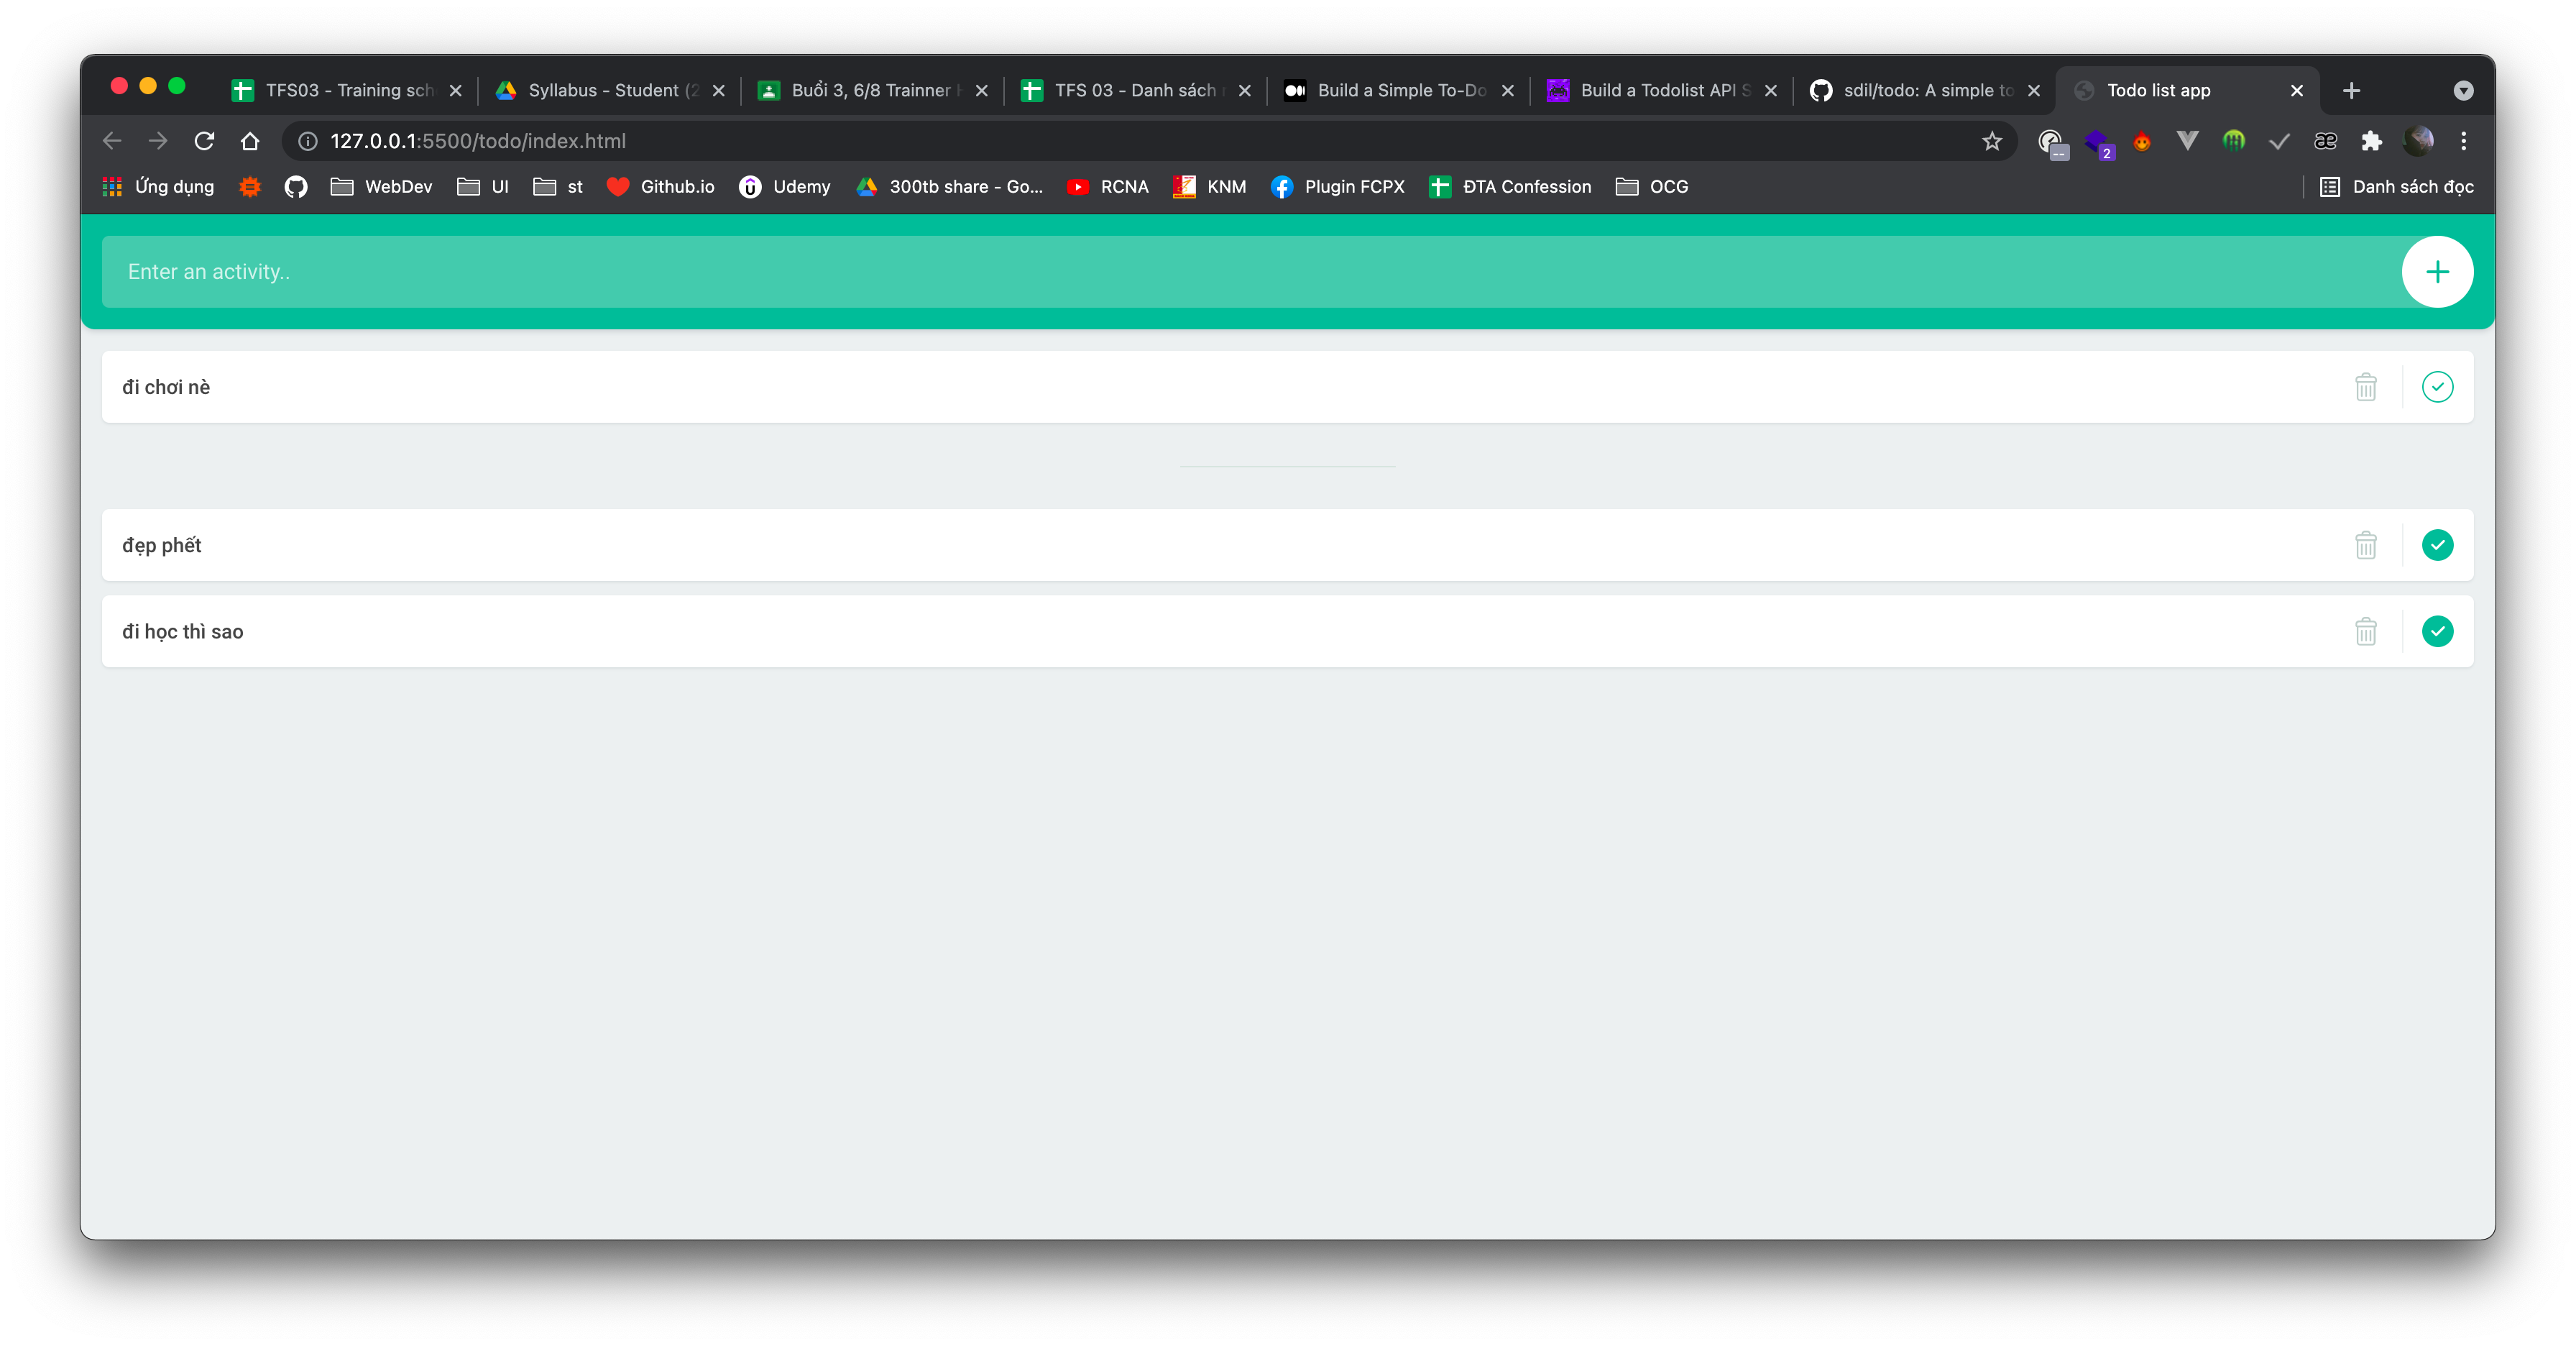 TFS03 - Training sch
Syllabus - Student (2
Buổi 3, 6/8 Trainner
TFS 03 - Danh sách
Build a Simple To-Do
Build a Todolist API S
sdil/todo: A simple to
Todo list app
127.0.0.1:5500/todo/index.html
--
2
Ứng dụng
WebDev
UI
st
Github.io
Udemy
300tb share - Go...
RCNA
KNM
Plugin FCPX
ĐTA Confession
OCG
Danh sách đọc
Enter an activity..
đi chơi nè
đẹp phết
đi học thì sao